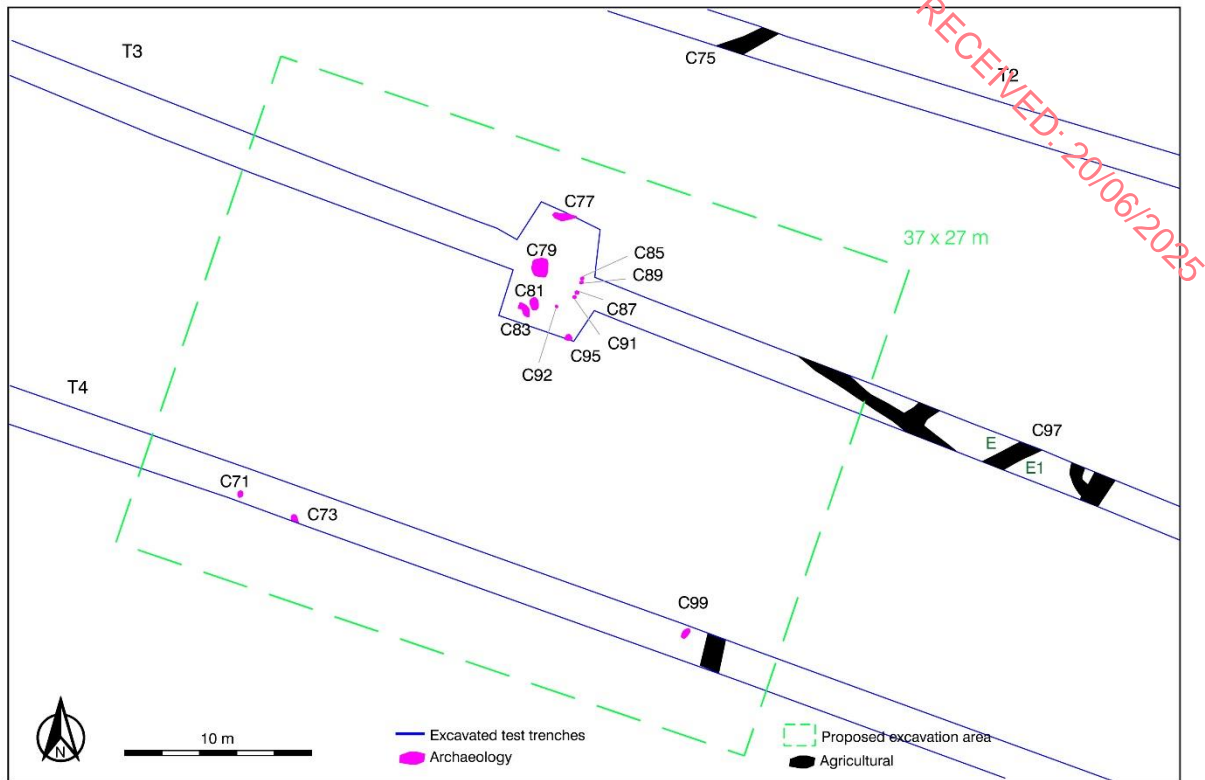 T3
C75
T2
RECEIVED: 20/06/2025
C77
37 x 27 m
C79
C85
C89
C81
C87
C83
C91
C95
C92
T4
C97
E
E1
C71
C73
C99
N
10 m
Excavated test trenches
Archaeology
Proposed excavation area
Agricultural